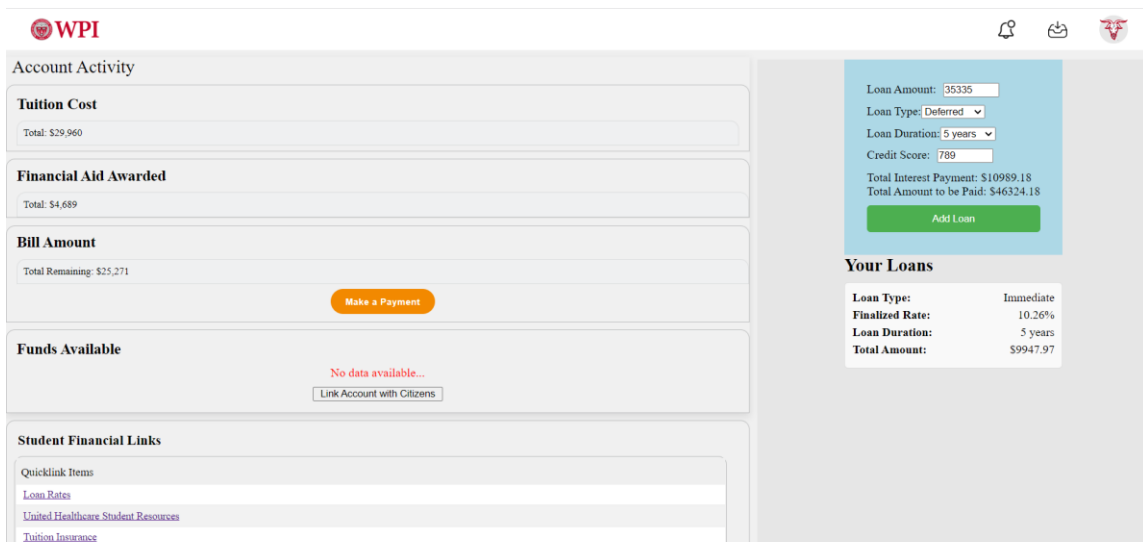 WPI
Account Activity
Tuition Cost
Total: $29,960
Financial Aid Awarded
Total: $4,689
Bill Amount
Total Remaining: $25,271
Make a Payment
Funds Available
No data available...
Link Account with Citizens
Student Financial Links
Quicklink Items
Loan Rates
United Healthcare Student Resources
Tuition Insurance
Loan Amount: 35335
Loan Type: Deferred
Loan Duration: 5 years
Credit Score: 789
Total Interest Payment: $10989.18
Total Amount to be Paid: $46324.18
Add Loan
Your Loans
Loan Type: Immediate
Finalized Rate: 10.26%
Loan Duration: 5 years
Total Amount: $9947.97